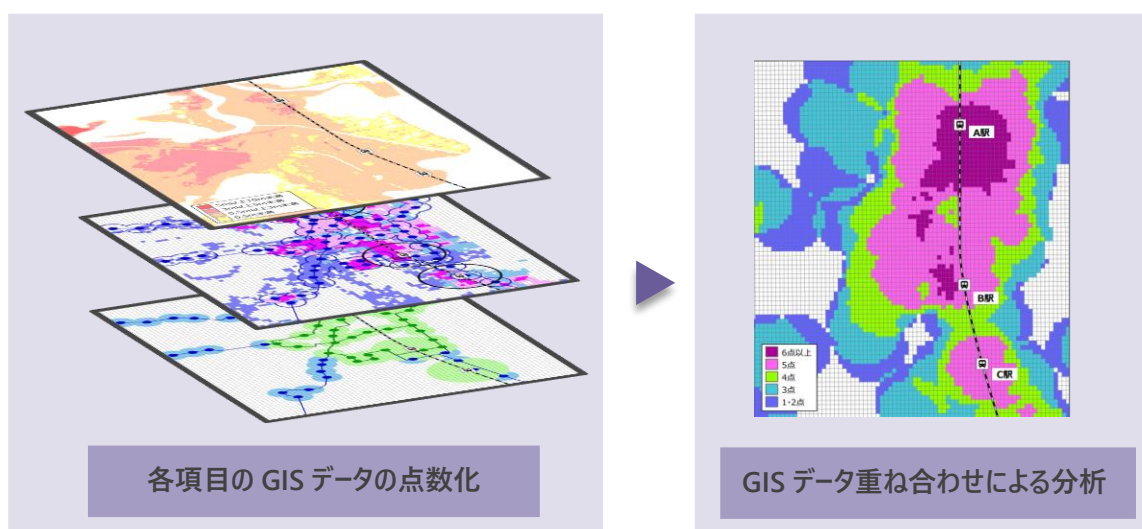 A駅
B駅
C駅
6点以上
5点
4点
3点
1・2点
各項目の GIS データの点数化
GIS データ重ね合わせによる分析